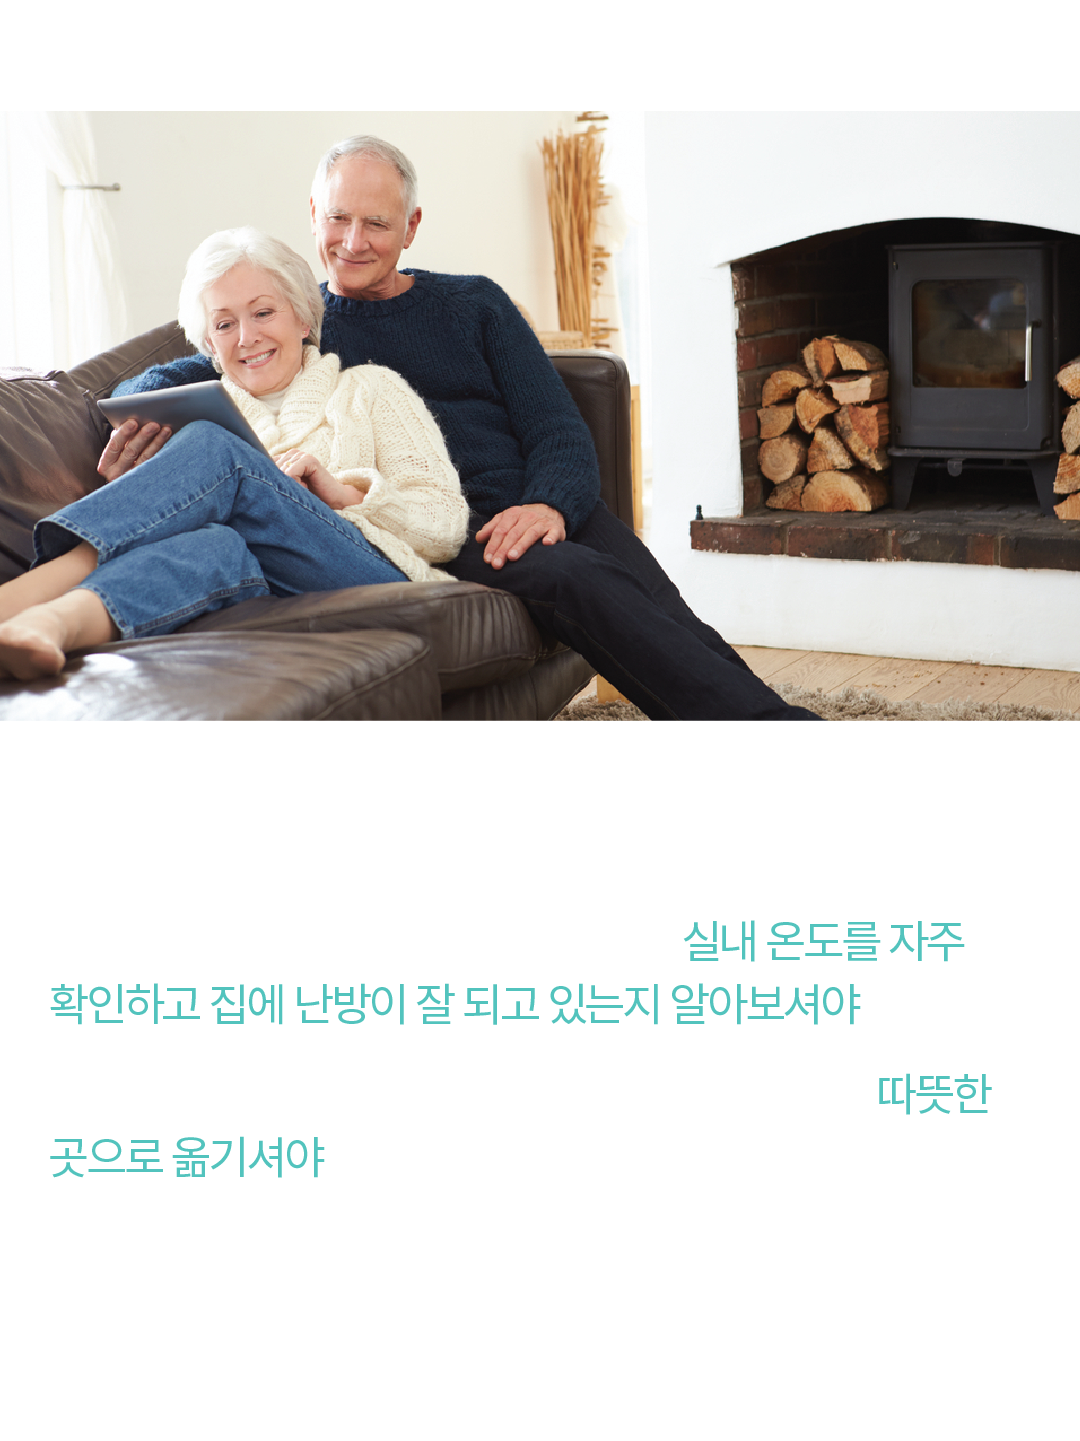 실내 온도를 자주
확인하고 집에 난방이 잘 되고 있는지 알아보셔야
따뜻한
곳으로 옮기셔야